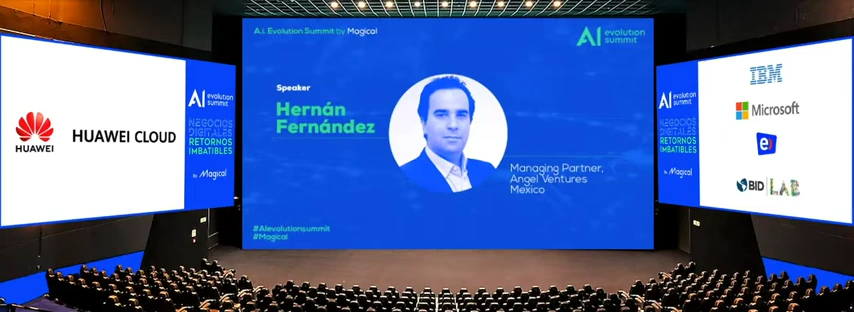 HUAWEI
HUAWEI CLOUD
AI evolution
summit
NEGOCIOS
DIGITALES
RETORNOS
IMBATIBLES
by Magical
A.I. Evolution Summit by Magical
AI evolution
summit
Speaker
Hernán
Fernández
Managing Partner,
Angel Ventures
Mexico
#AIevolutionsummit
#Magical
AI evolution
summit
NEGOCIOS
DIGITALES
RETORNOS
IMBATIBLES
by Magical
IBM
Microsoft
e)
BID LAB